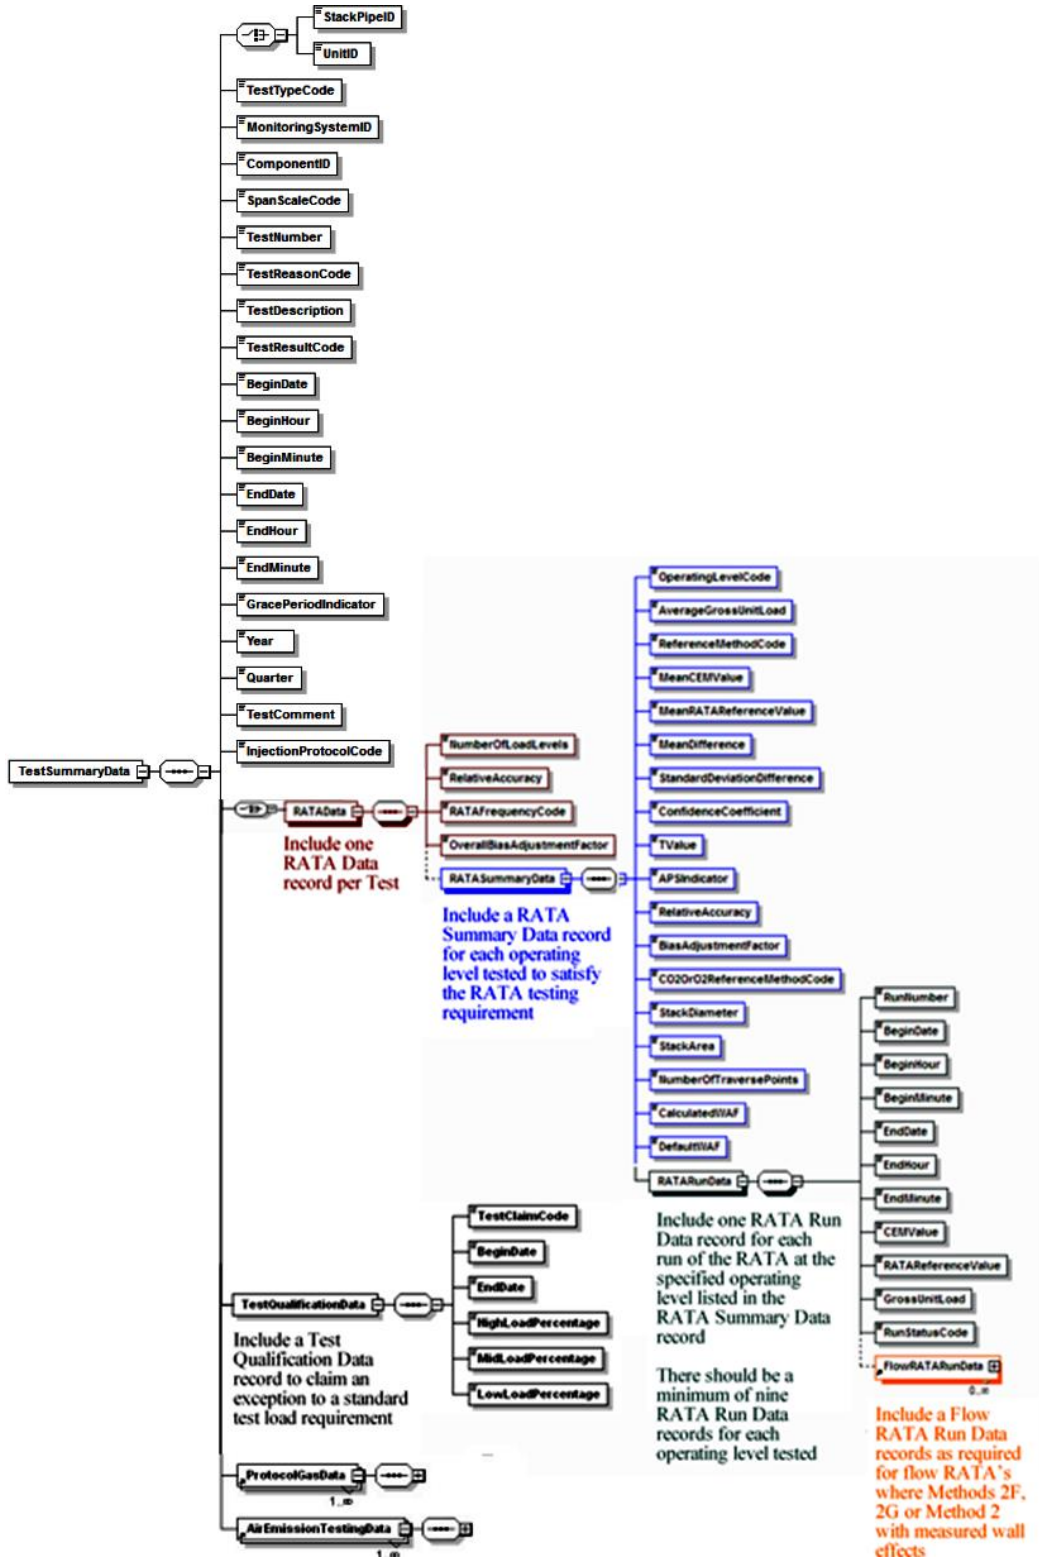 StackPipeID
UnitID
TestTypeCode
MonitoringSystemID
ComponentID
SpanScaleCode
TestNumber
TestReasonCode
TestDescription
TestResultCode
BeginDate
BeginHour
BeginMinute
EndDate
EndHour
EndMinute
GracePeriodIndicator
Year
Quarter
TestComment
InjectionProtocolCode
TestSummaryData
RATAData
Include one
RATA Data
record per Test
NumberOfLoadLevels
RelativeAccuracy
RATAFrequencyCode
OverallBiasAdjustmentFactor
RATASummaryData
Include a RATA
Summary Data record
for each operating
level tested to satisfy
the RATA testing
requirement
OperatingLevelCode
AverageGrossUnitLoad
ReferenceMethodCode
MeanCEMValue
MeanRATAReferenceValue
MeanDifference
StandardDeviationDifference
ConfidenceCoefficient
TValue
APSIndicator
RelativeAccuracy
BiasAdjustmentFactor
CO2OrO2ReferenceMethodCode
StackDiameter
StackArea
NumberOfTraversePoints
CalculatedWAF
DefaultWAF
RATARunData
Include one RATA Run
Data record for each
run of the RATA at the
specified operating
level listed in the
RATA Summary Data
record
There should be a
minimum of nine
RATA Run Data
records for each
operating level tested
RunNumber
BeginDate
BeginHour
BeginMinute
EndDate
EndHour
EndMinute
CEMValue
RATAReferenceValue
GrossUnitLoad
RunStatusCode
FlowRATARunData
0..∞
Include a Flow
RATA Run Data
records as required
for flow RATA's
where Methods 2F,
2G or Method 2
with measured wall
effects
TestQualificationData
Include a Test
Qualification Data
record to claim an
exception to a standard
test load requirement
TestClaimCode
BeginDate
EndDate
HighLoadPercentage
MidLoadPercentage
LowLoadPercentage
ProtocolGasData
1..∞
AirEmissionTestingData
1..∞